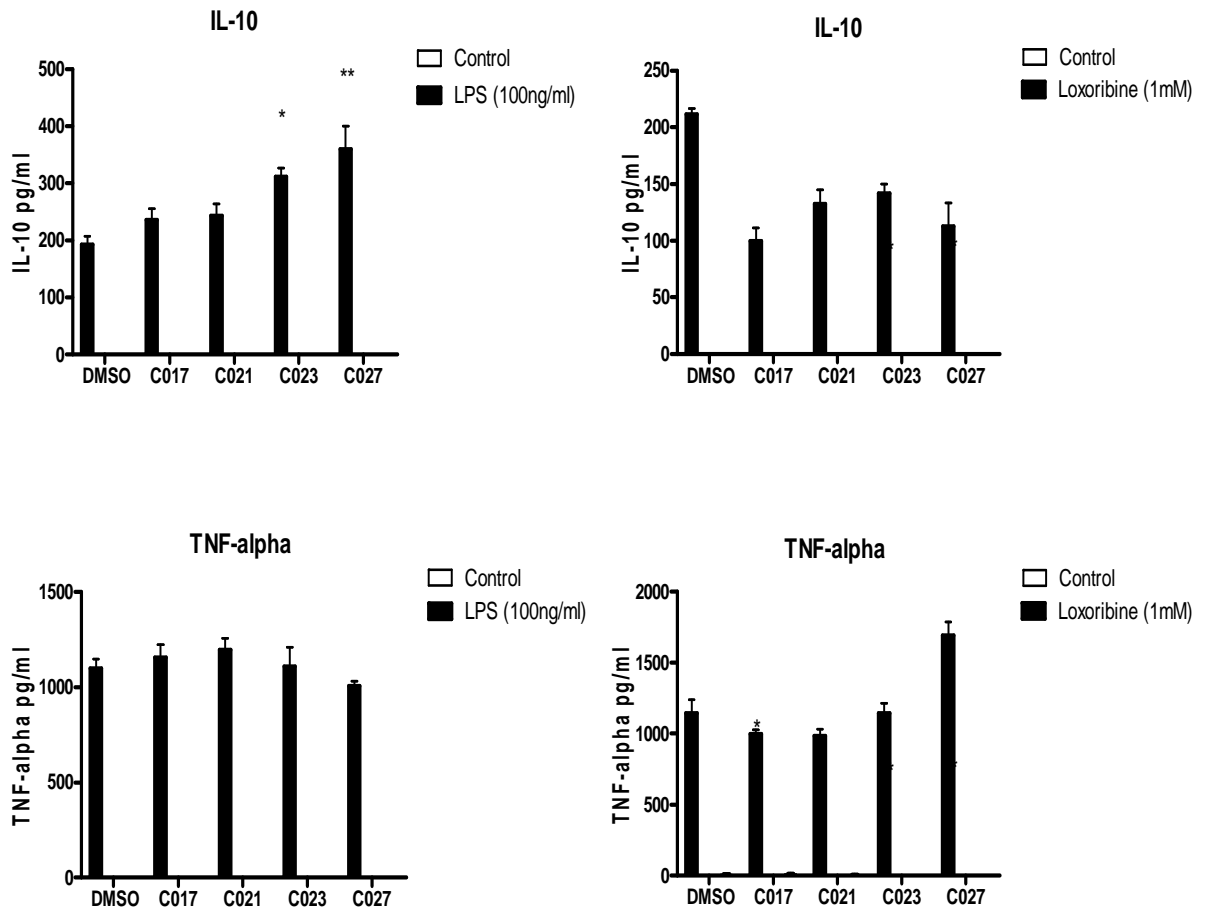 IL-10
Control
LPS (100ng/ml)
**
*
500
400
300
200
100
0
IL-10 pg/ml
DMSO C017 C021 C023 C027
IL-10
Control
Loxoribine (1mM)
250
200
150
100
50
0
IL-10 pg/ml
* *
DMSO C017 C021 C023 C027
TNF-alpha
Control
LPS (100ng/ml)
1500
1000
500
0
TNF-alpha pg/ml
DMSO C017 C021 C023 C027
TNF-alpha
Control
Loxoribine (1mM)
2000
1500
1000
500
0
TNF-alpha pg/ml
*
* *
DMSO C017 C021 C023 C027